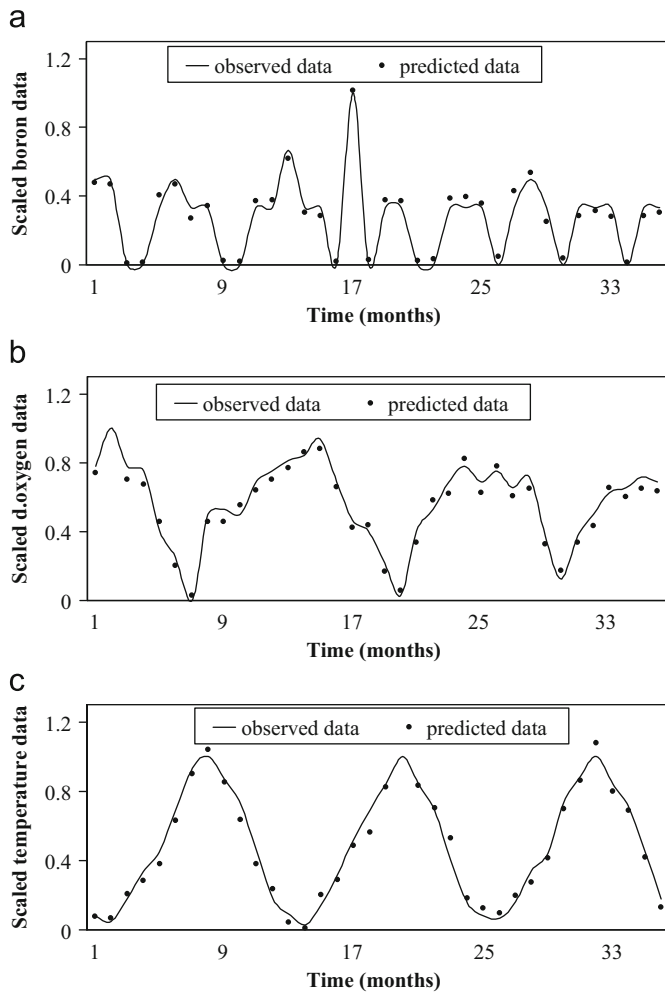 a
Scaled boron data
1.2
0.8
0.4
0
observed data
predicted data
1
9
17
25
33
Time (months)
b
Scaled d.oxygen data
1.2
0.8
0.4
0
observed data
predicted data
1
9
17
25
33
Time (months)
c
Scaled temperature data
1.2
0.8
0.4
0
observed data
predicted data
1
9
17
25
33
Time (months)